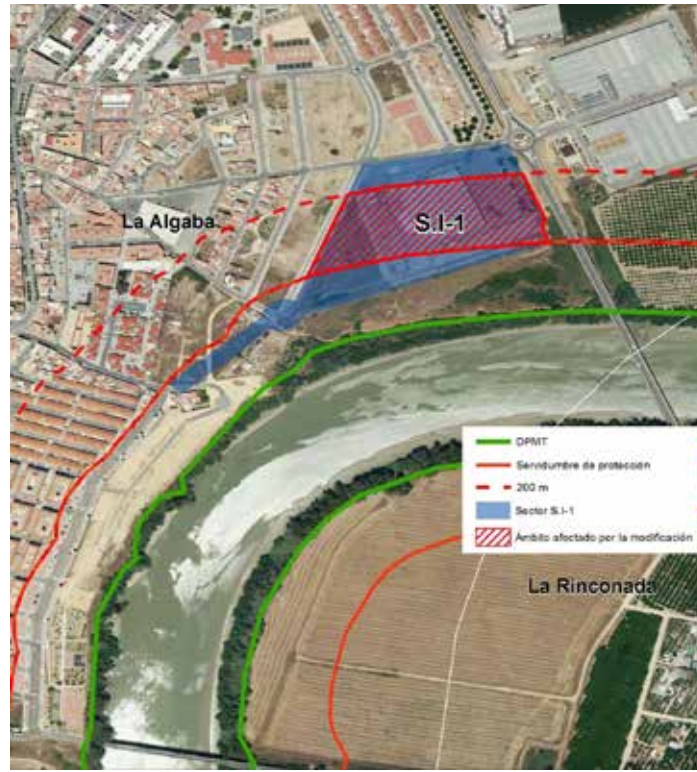 La Algaba
S.I-1
DPMT
Servidumbre de protección
200 m
Sector S.I-1
Ámbito afectado por la modificación
La Rinconada